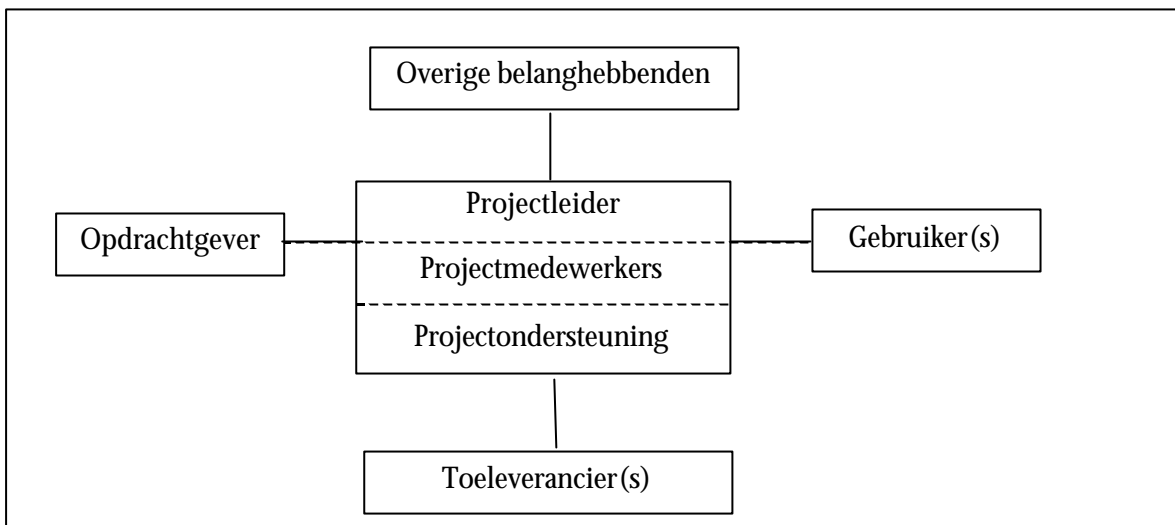 Overige belanghebbenden
Projectleider
Opdrachtgever
Gebruiker(s)
Projectmedewerkers
Projectondersteuning
Toeleverancier(s)